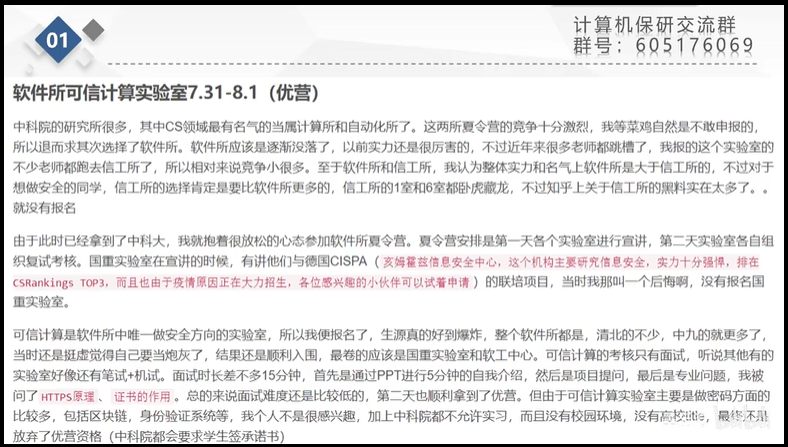 01
计算机保研交流群
群号：605176069
软件所可信计算实验室7.31-8.1（优营）
中科院的研究所很多，其中CS领域最有名气的当属计算所和自动化所了。这两所夏令营的竞争十分激烈，我等菜鸡自然是不敢申报的，
所以退而求其次选择了软件所。软件所应该是逐渐没落了，以前实力还是很厉害的，不过近年来很多老师都跳槽了，我报的这个实验室的
不少老师都跑去信工所了，所以相对来说竞争小很多。至于软件所和信工所，我认为整体实力和名气上软件所是大于信工所的，不过对于
想做安全的同学，信工所的选择肯定是要比软件所更多的，信工所的1室和6室都卧虎藏龙，不过知乎上关于信工所的黑料实在太多了。。
就没有报名
由于此时已经拿到了中科大，我就抱着很放松的心态参加软件所夏令营。夏令营安排是第一天各个实验室进行宣讲，第二天实验室各自组
织复试考核。国重实验室在宣讲的时候，有讲他们与德国CISPA（亥姆霍兹信息安全中心，这个机构主要研究信息安全，实力十分强悍，排在
CSRankings TOP3，而且也由于疫情原因正在大力招生，各位感兴趣的小伙伴可以试着申请）的联培项目，当时我那叫一个后悔啊，没有报名国
重实验室。
可信计算是软件所中唯一做安全方向的实验室，所以我便报名了，生源真的好到爆炸，整个软件所都是，清北的不少，中九的就更多了，
当时还是挺虚觉得自己要当炮灰了，结果还是顺利入围，最卷的应该是国重实验室和软工中心。可信计算的考核只有面试，听说其他有的
实验室好像还有笔试+机试。面试时长差不多15分钟，首先是通过PPT进行5分钟的自我介绍，然后是项目提问，最后是专业问题，我被
问了HTTPS原理、证书的作用。总的来说面试难度还是比较低的，第二天也顺利拿到了优营。但由于可信计算实验室主要是做密码方面的
比较多，包括区块链，身份验证系统等，我个人不是很感兴趣，加上中科院都不允许实习，而且没有校园环境，没有高校title，最终还是
放弃了优营资格（中科院都会要求学生签承诺书）